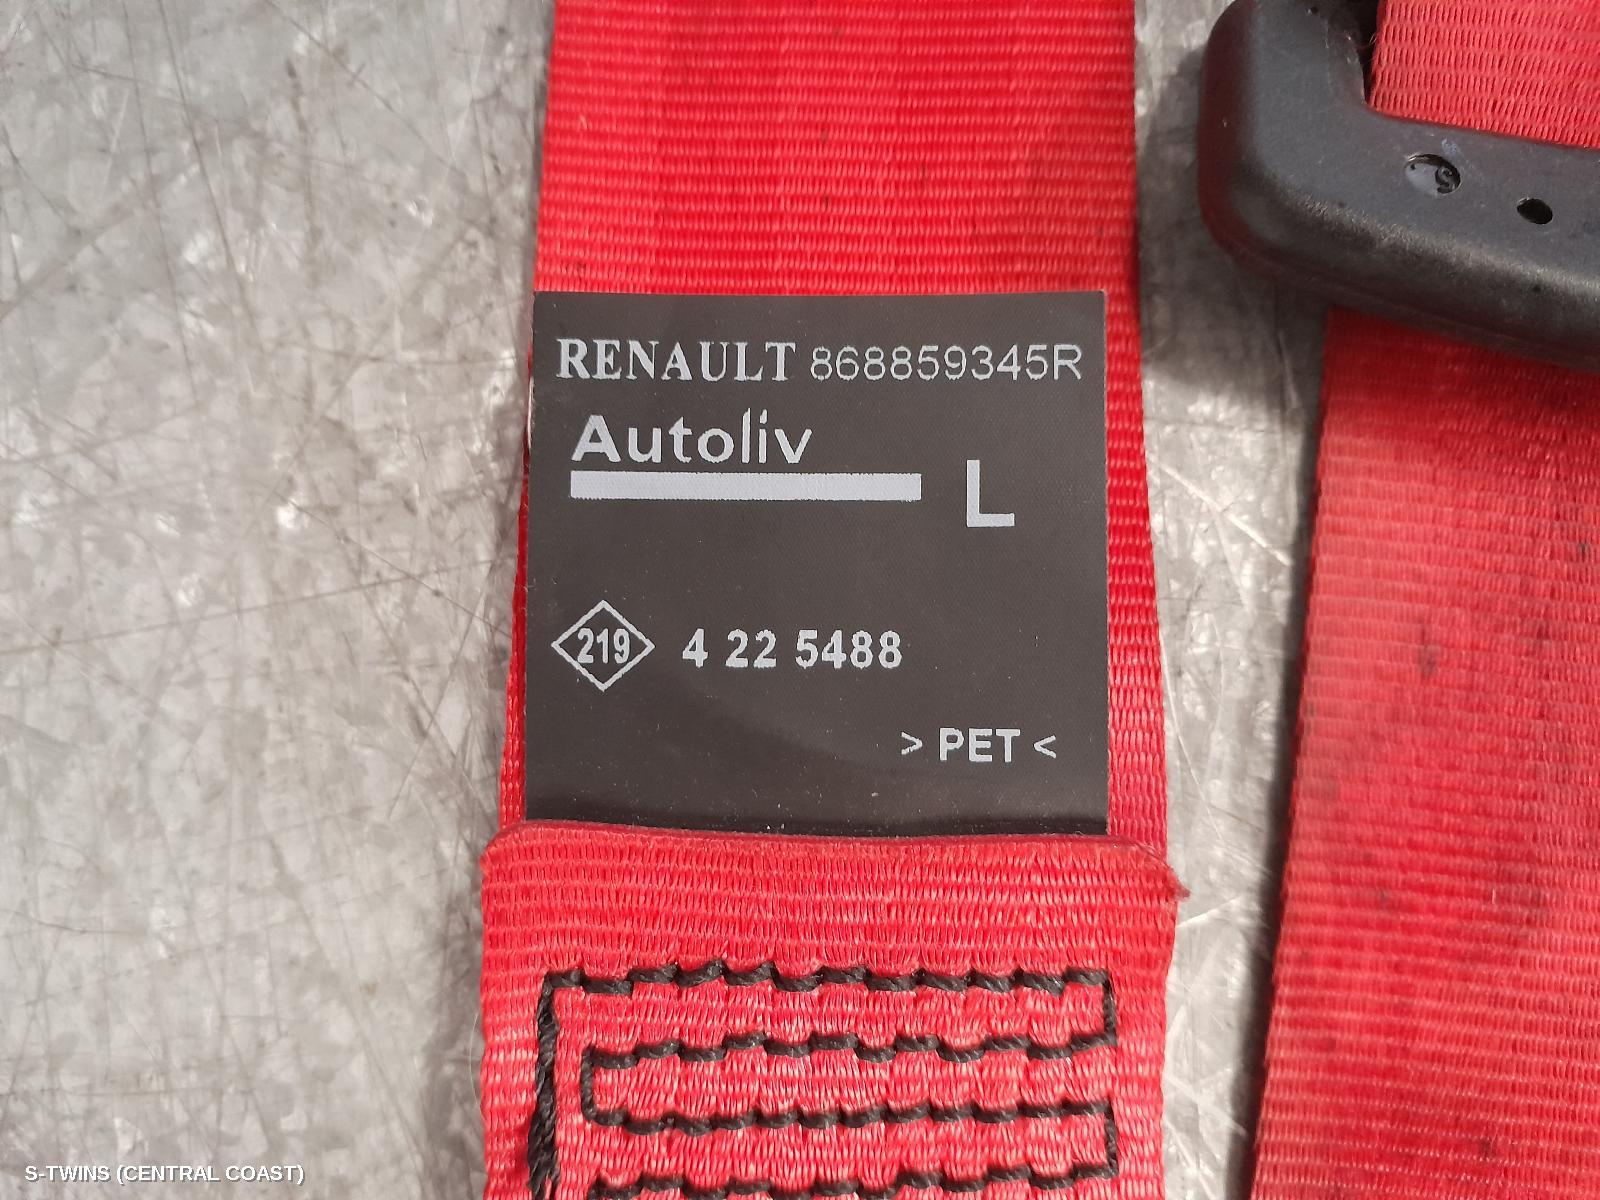 RENAULT 868859345R
Autoliv
L
219 4 22 5488
> PET <
S-TWINS (CENTRAL COAST)